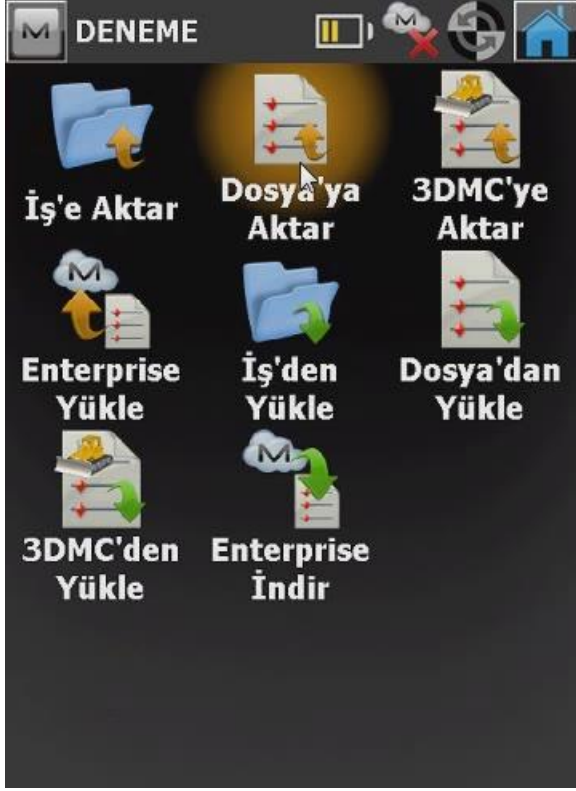 M DENEME
M
İş'e Aktar
Dosya'ya
Aktar
3DMC'ye
Aktar
M
Enterprise
Yükle
İş'den
Yükle
Dosya'dan
Yükle
3DMC'den
Yükle
M
Enterprise
İndir